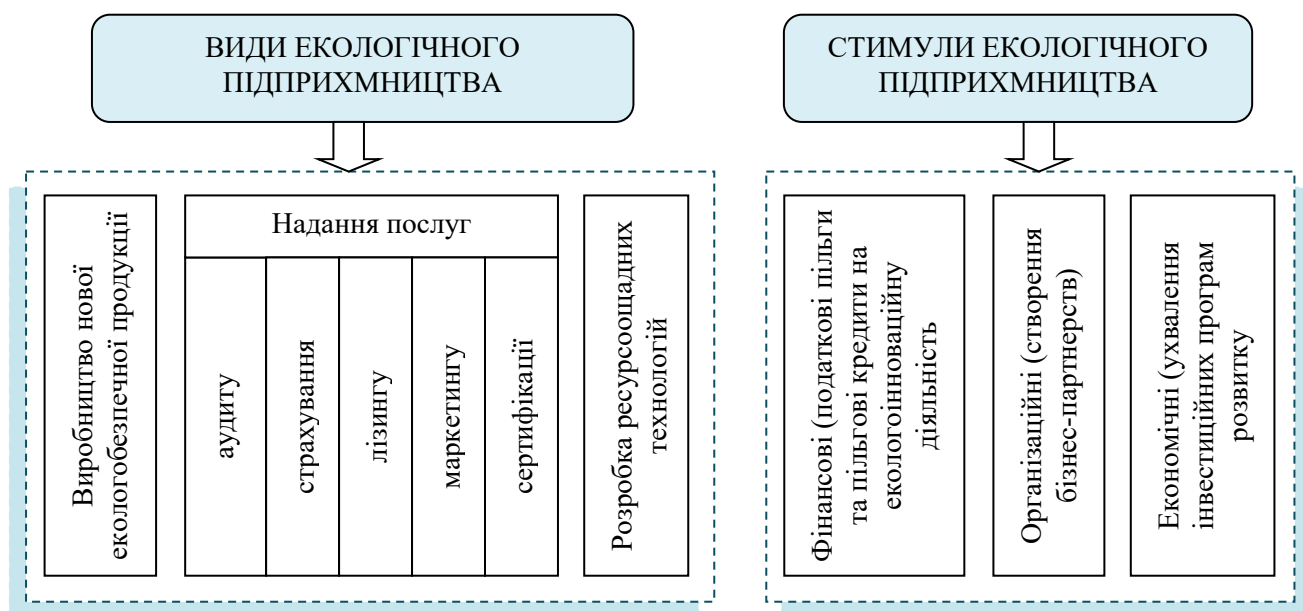 ВИДИ ЕКОЛОГІЧНОГО
ПІДПРИХМНИЦТВА
Виробництво нової
екологобезпечної продукції
Надання послуг
аудиту
страхування
лізингу
маркетингу
сертифікації
Розробка ресурсоощадних
технологій
СТИМУЛИ ЕКОЛОГІЧНОГО
ПІДПРИХМНИЦТВА
Фінансові (податкові пільги
та пільгові кредити на
екологоінноваційну
діяльність
Організаційні (створення
бізнес-партнерств)
Економічні (ухвалення
інвестиційних програм
розвитку